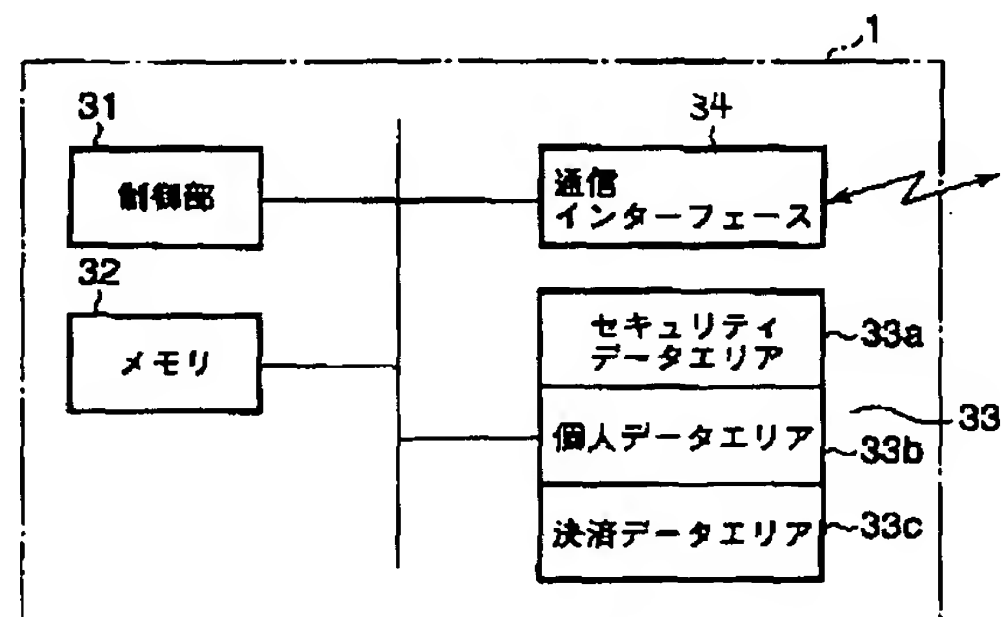 1
31
制御部
34
通信
インターフェース
32
メモリ
セキュリティ
データエリア
33a
個人データエリア
33
33b
決済データエリア
33c